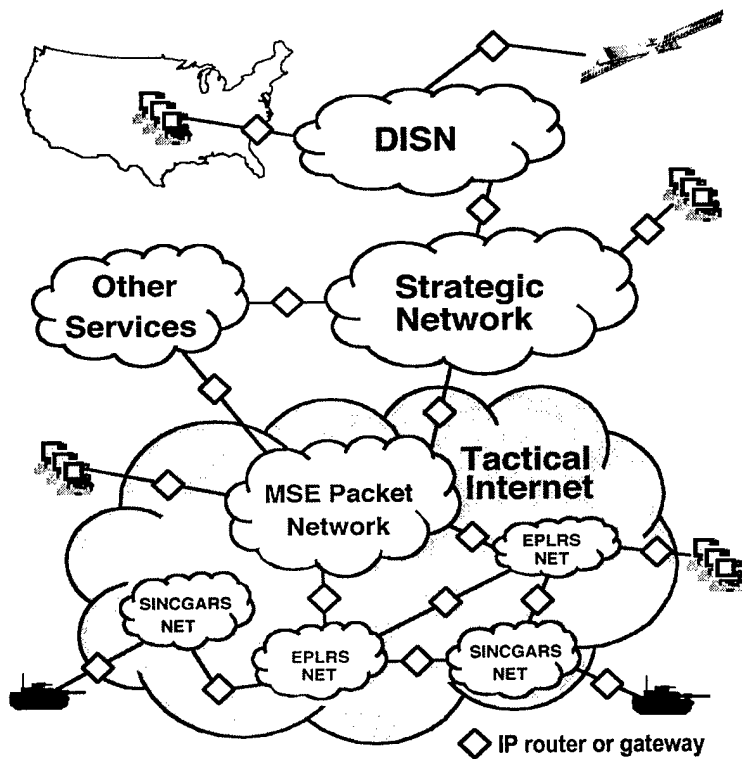 DISN
Other
Services
Strategic
Network
Tactical
Internet
MSE Packet
Network
EPLRS
NET
SINCGARS
NET
EPLRS
NET
SINCGARS
NET
IP router or gateway